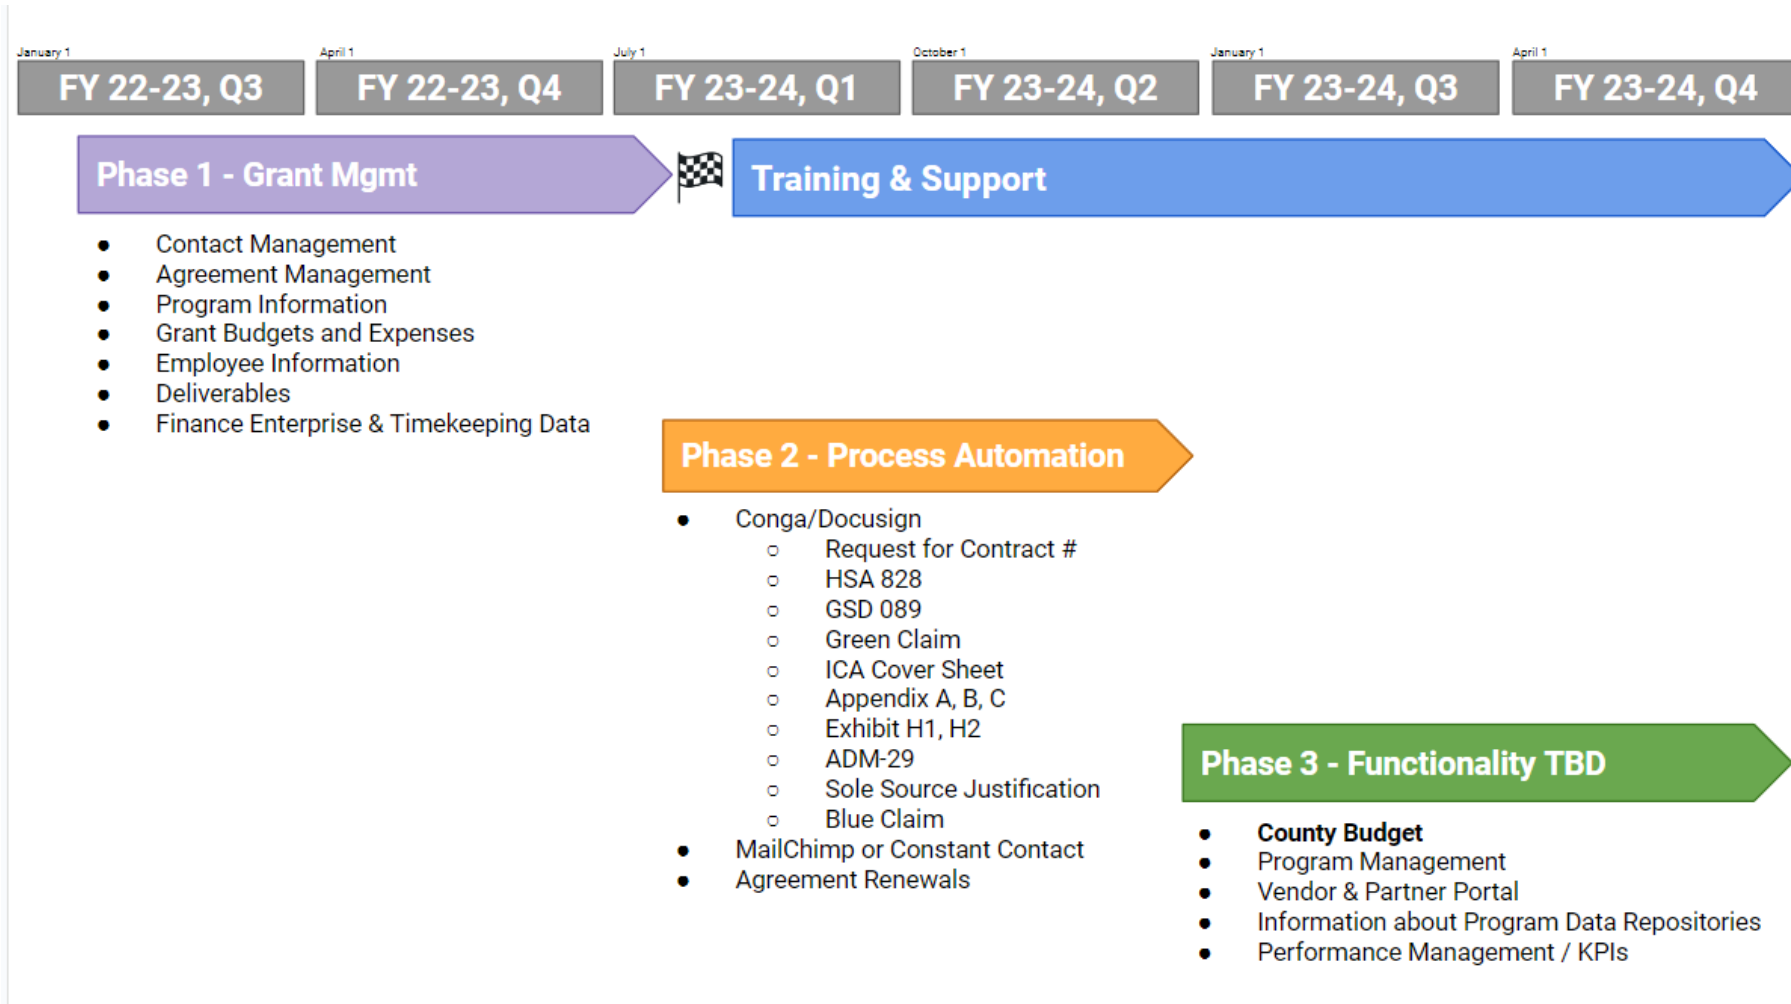 January 1
April 1
July 1
October 1
January 1
April 1
FY 22-23, Q3
FY 22-23, Q4
FY 23-24, Q1
FY 23-24, Q2
FY 23-24, Q3
FY 23-24, Q4
Phase 1 - Grant Mgmt
Training & Support
● Contact Management
● Agreement Management
● Program Information
● Grant Budgets and Expenses
● Employee Information
● Deliverables
● Finance Enterprise & Timekeeping Data
Phase 2 - Process Automation
● Conga/Docusign
○ Request for Contract #
○ HSA 828
○ GSD 089
○ Green Claim
○ ICA Cover Sheet
○ Appendix A, B, C
○ Exhibit H1, H2
○ ADM-29
○ Sole Source Justification
○ Blue Claim
● MailChimp or Constant Contact
● Agreement Renewals
Phase 3 - Functionality TBD
● County Budget
● Program Management
● Vendor & Partner Portal
● Information about Program Data Repositories
● Performance Management / KPIs